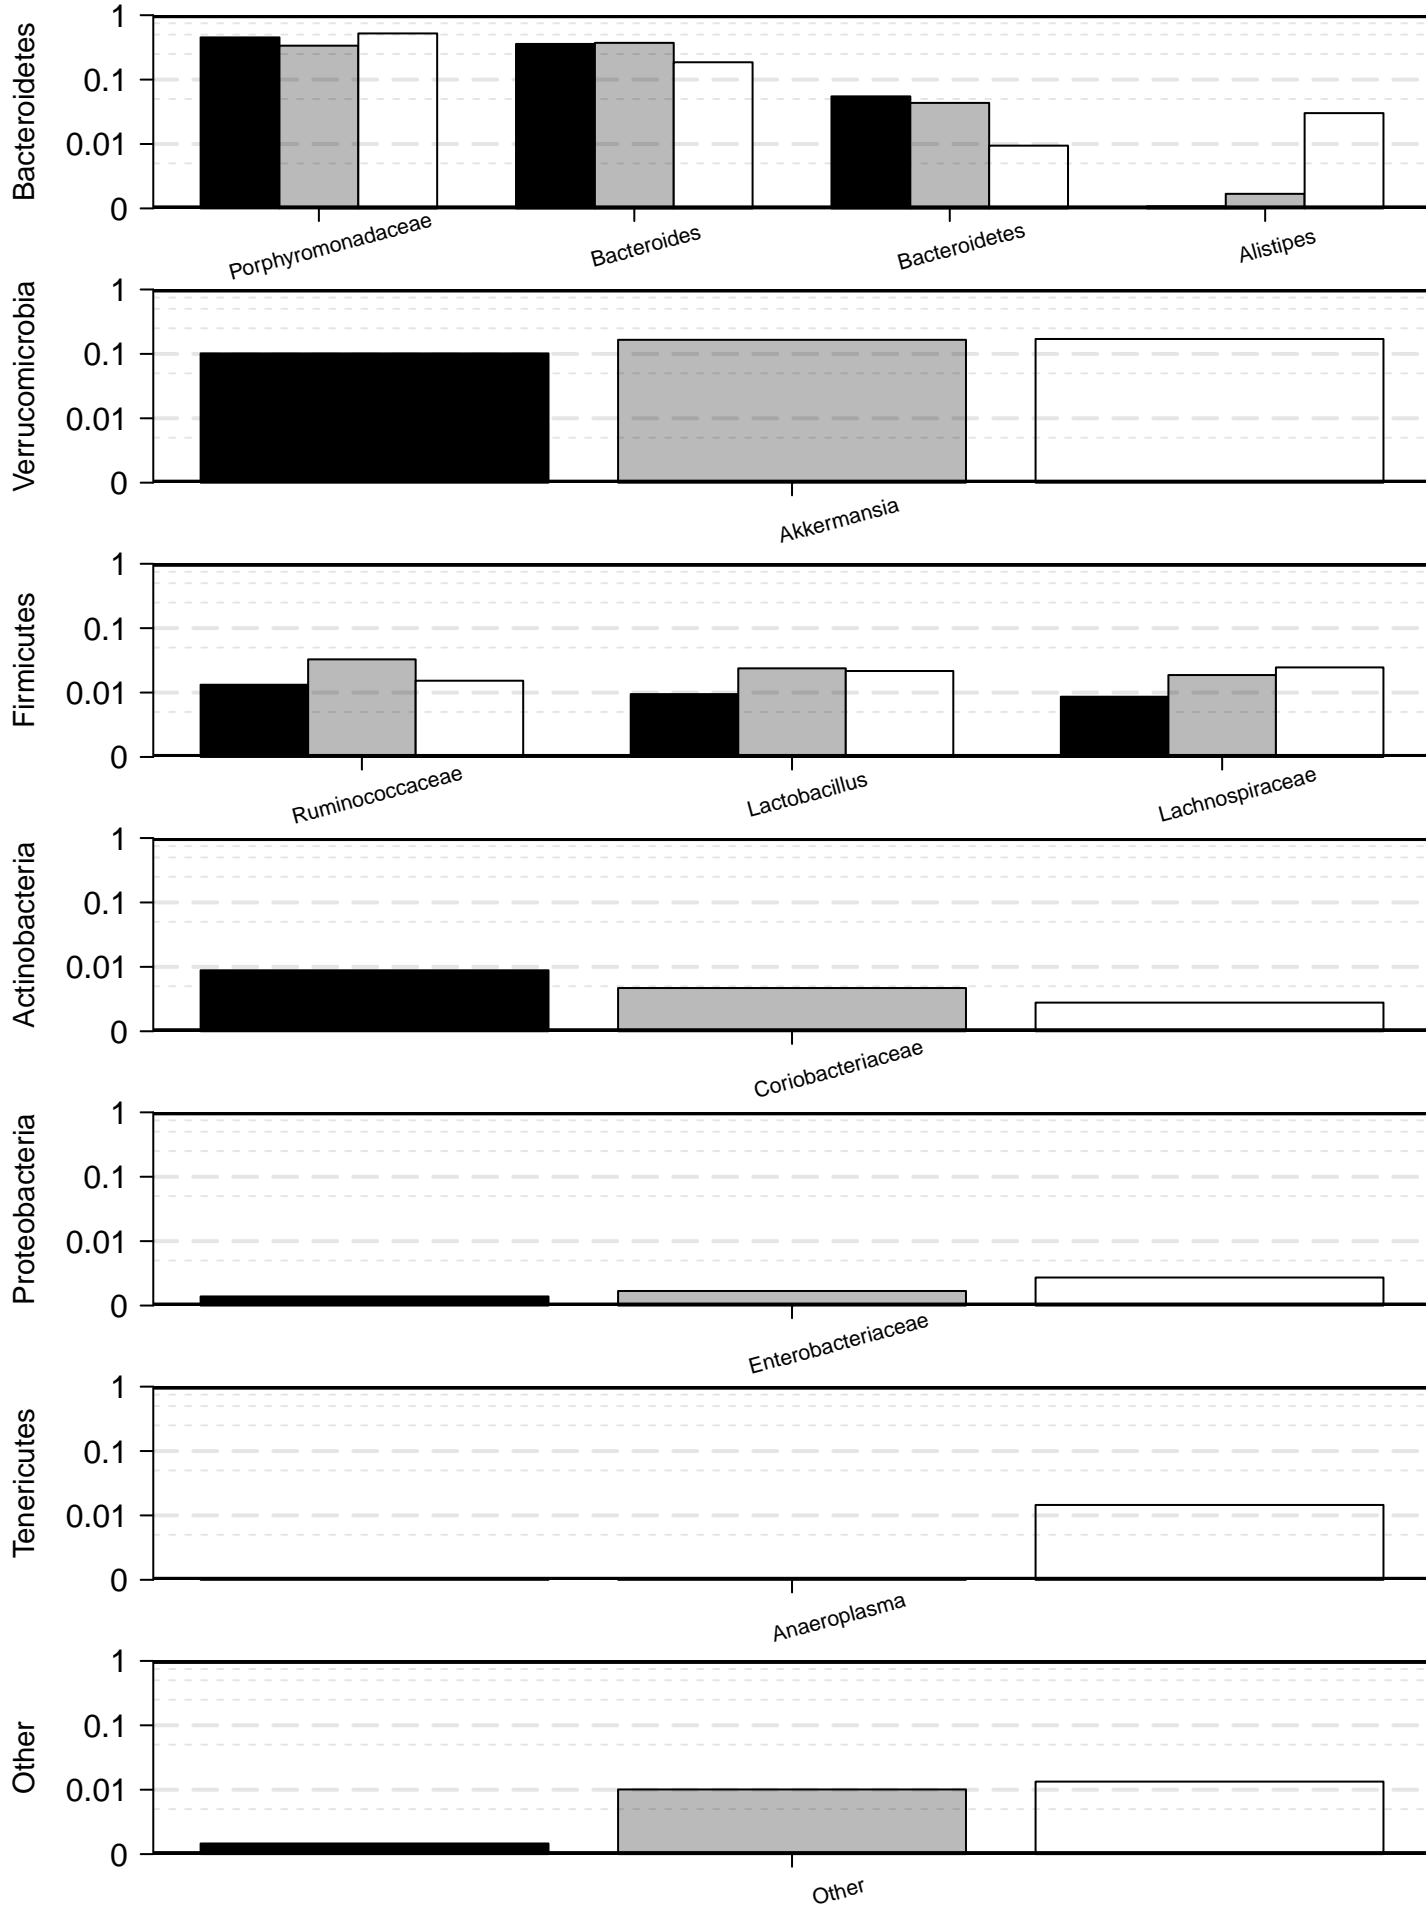 Bacteroidetes
1
0.1
0.01
0
Porphyromonadaceae
Bacteroides
Bacteroidetes
Alistipes
Verrucomicrobia
1
0.1
0.01
0
Akkermansia
Firmicutes
1
0.1
0.01
0
Ruminococcaceae
Lactobacillus
Lachnospiraceae
Actinobacteria
1
0.1
0.01
0
Coriobacteriaceae
Proteobacteria
1
0.1
0.01
0
Enterobacteriaceae
Tenericutes
1
0.1
0.01
0
Anaeroplasma
Other
1
0.1
0.01
0
Other